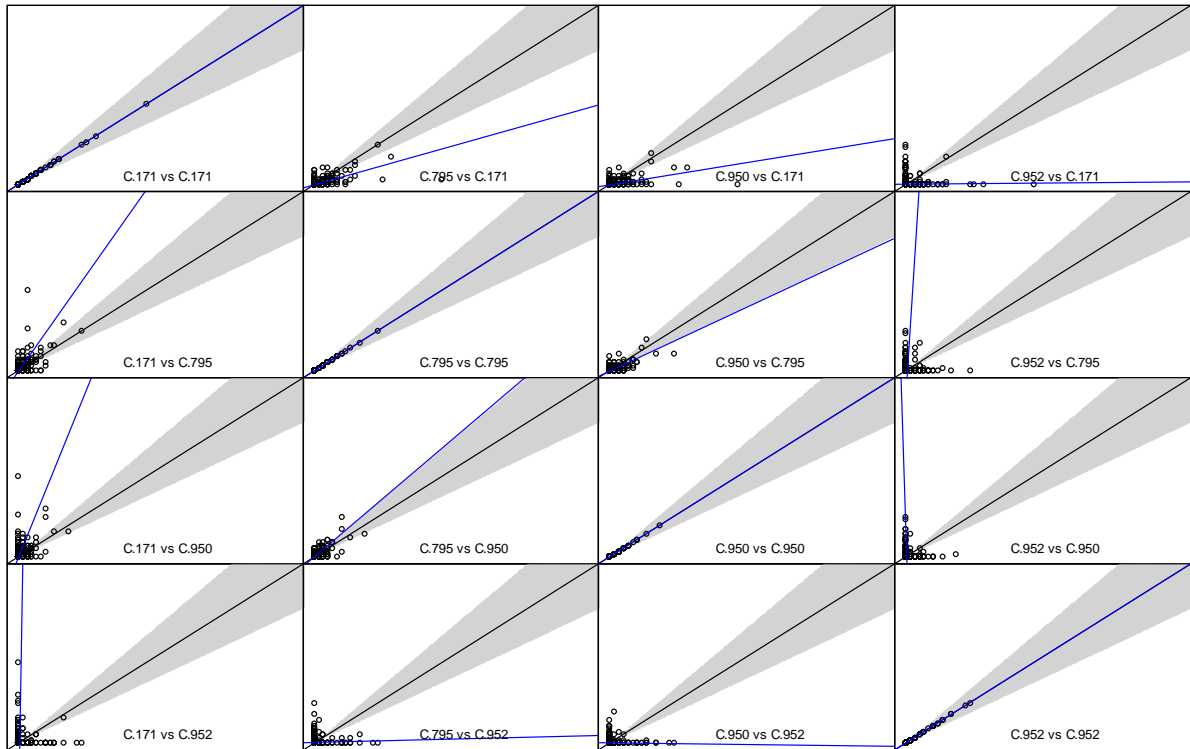 C.171 vs C.171
C.795 vs C.171
C.950 vs C.171
C.952 vs C.171
C.171 vs C.795
C.795 vs C.795
C.950 vs C.795
C.952 vs C.795
C.171 vs C.950
C.795 vs C.950
C.950 vs C.950
C.952 vs C.950
C.171 vs C.952
C.795 vs C.952
C.950 vs C.952
C.952 vs C.952